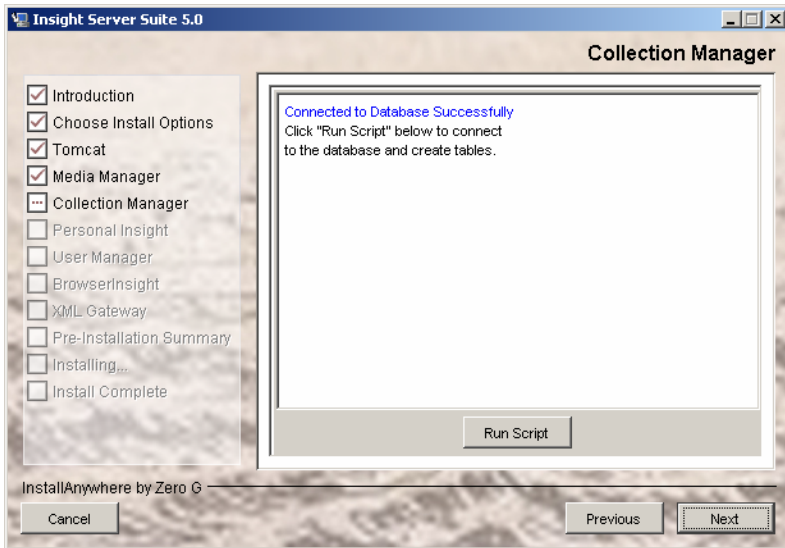 Insight Server Suite 5.0
Collection Manager
Introduction
Choose Install Options
Tomcat
Media Manager
Collection Manager
Personal Insight
User Manager
BrowserInsight
XML Gateway
Pre-Installation Summary
Installing...
Install Complete
Connected to Database Successfully
Click "Run Script" below to connect
to the database and create tables.
Run Script
InstallAnywhere by Zero G
Cancel
Previous
Next